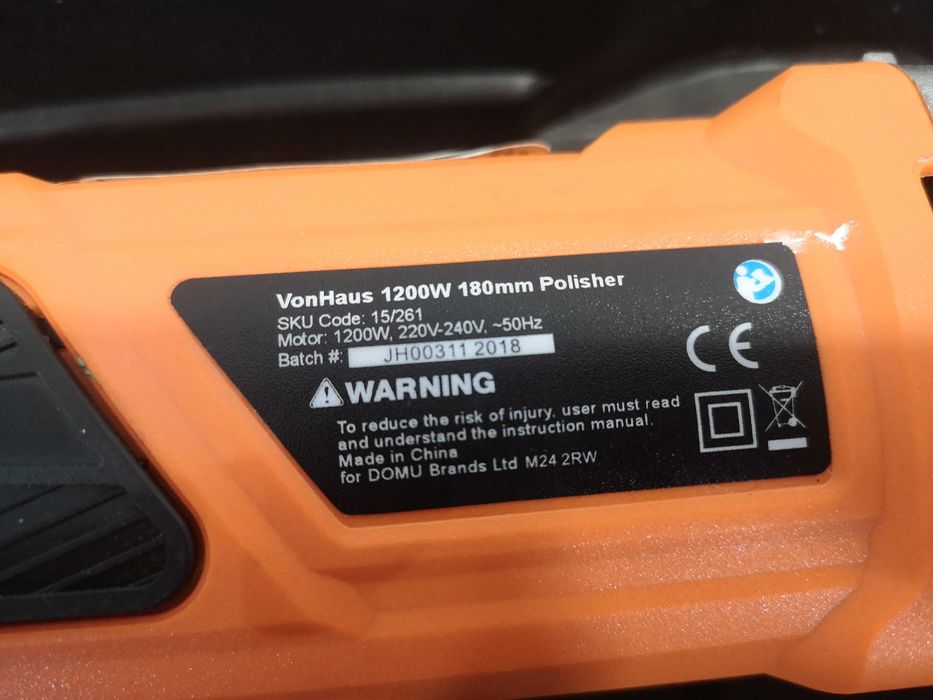 VonHaus 1200W 180mm Polisher
SKU Code: 15/261
Motor: 1200W, 220V-240V, ~50Hz
Batch #: JH00311 2018
WARNING
To reduce the risk of injury, user must read
and understand the instruction manual.
Made in China
for DOMU Brands Ltd M24 2RW
CE